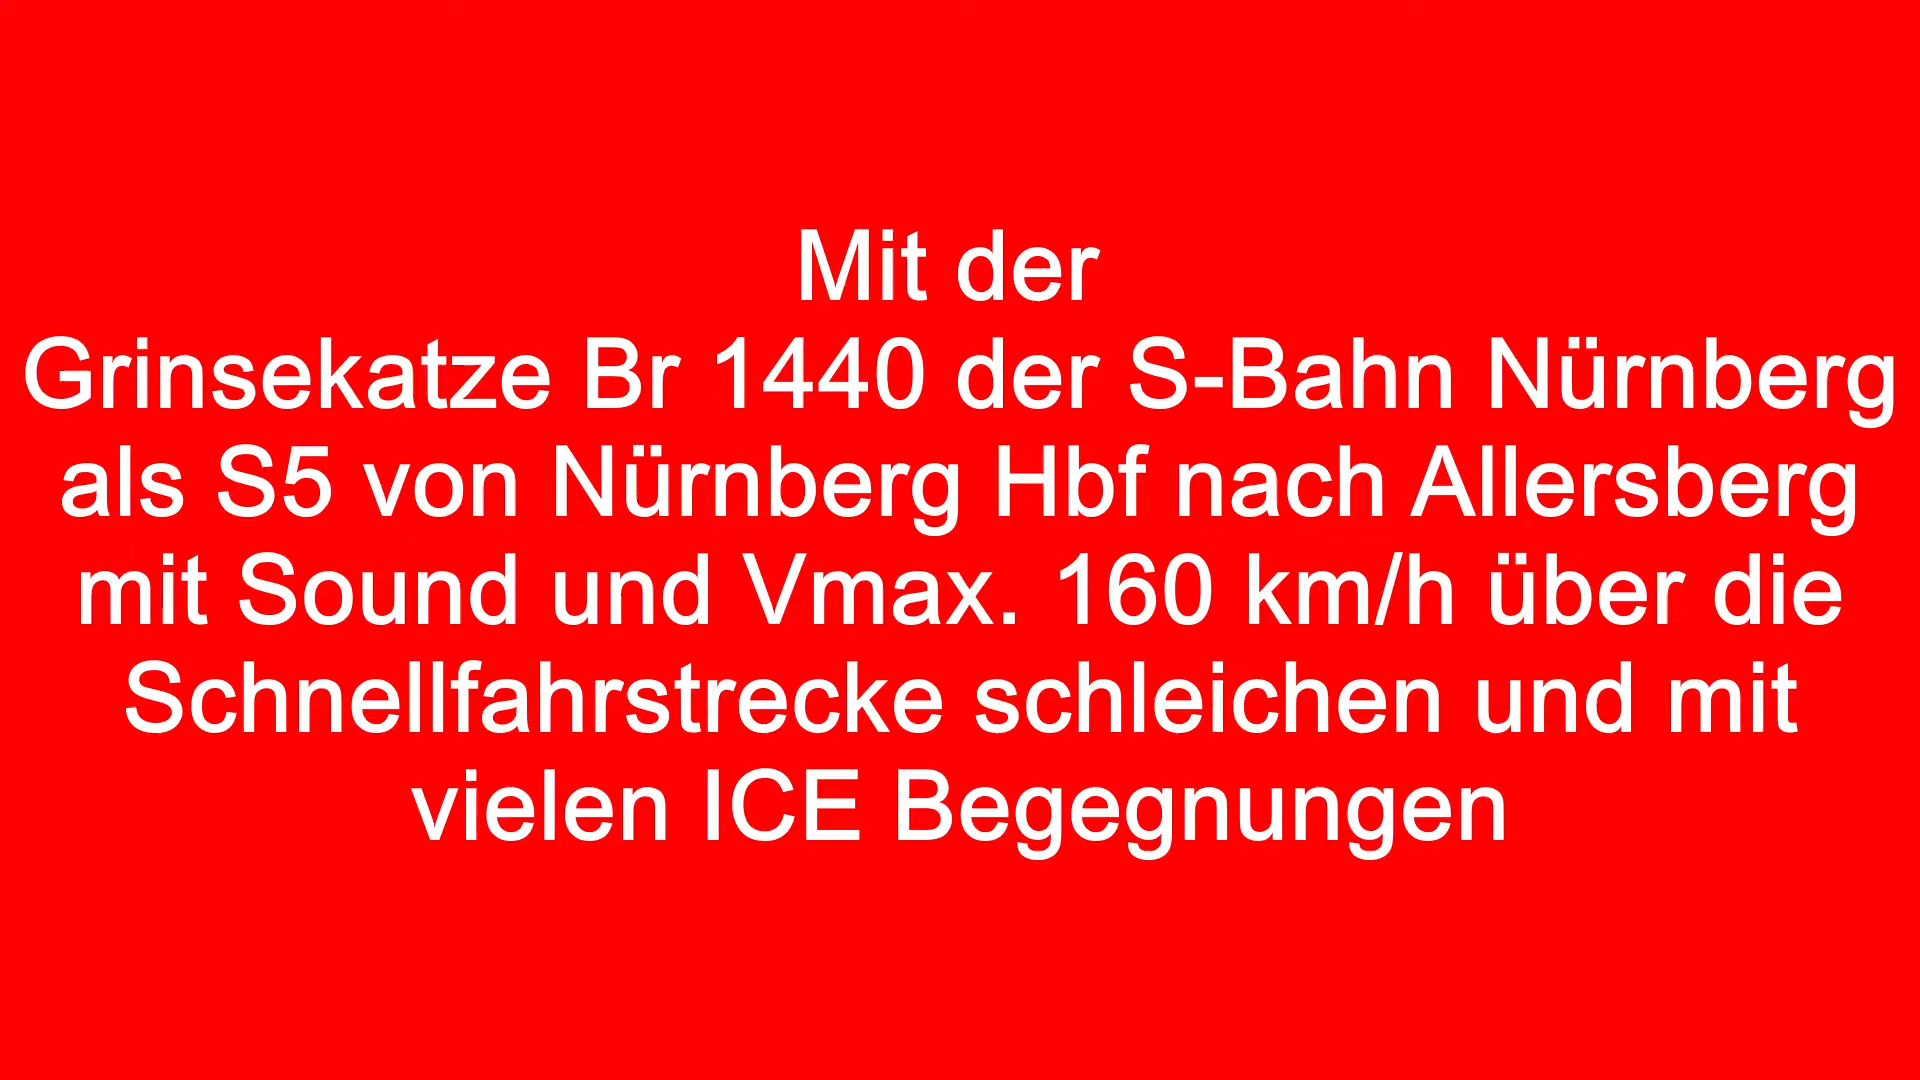 Mit der
Grinsekatze Br 1440 der S-Bahn Nürnberg
als S5 von Nürnberg Hbf nach Allersberg
mit Sound und Vmax. 160 km/h über die
Schnellfahrstrecke schleichen und mit
vielen ICE Begegnungen